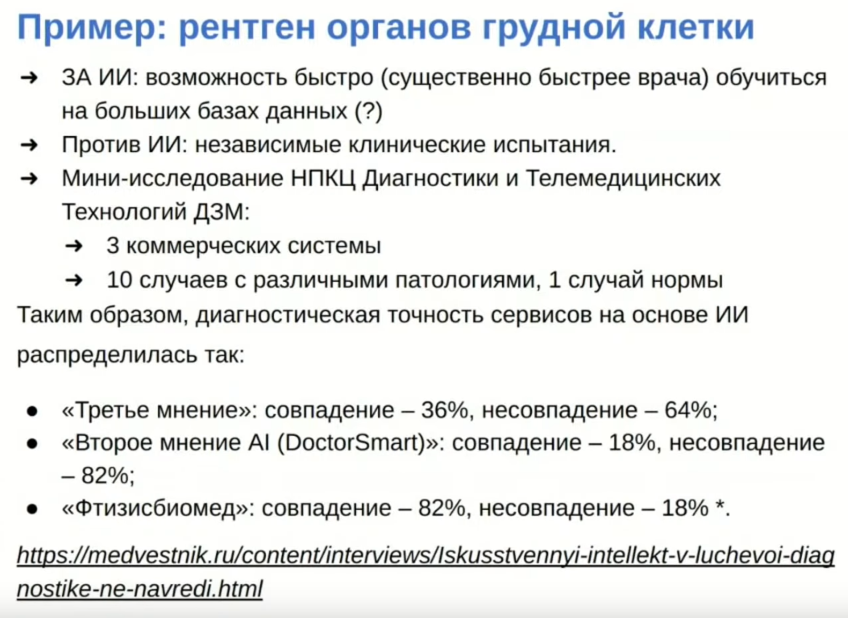 Пример: рентген органов грудной клетки
➜ ЗА ИИ: возможность быстро (существенно быстрее врача) обучиться
на больших базах данных (?)
➜ Против ИИ: независимые клинические испытания.
➜ Мини-исследование НПКЦ Диагностики и Телемедицинских
Технологий ДЗМ:
➜ 3 коммерческих системы
➜ 10 случаев с различными патологиями, 1 случай нормы
Таким образом, диагностическая точность сервисов на основе ИИ
распределилась так:
● «Третье мнение»: совпадение – 36%, несовпадение – 64%;
● «Второе мнение AI (DoctorSmart)»: совпадение – 18%, несовпадение
– 82%;
● «Фтизисбиомед»: совпадение – 82%, несовпадение – 18% *.
https://medvestnik.ru/content/interviews/Iskusstvennyi-intellekt-v-luchevoi-diag
nostike-ne-navredi.html